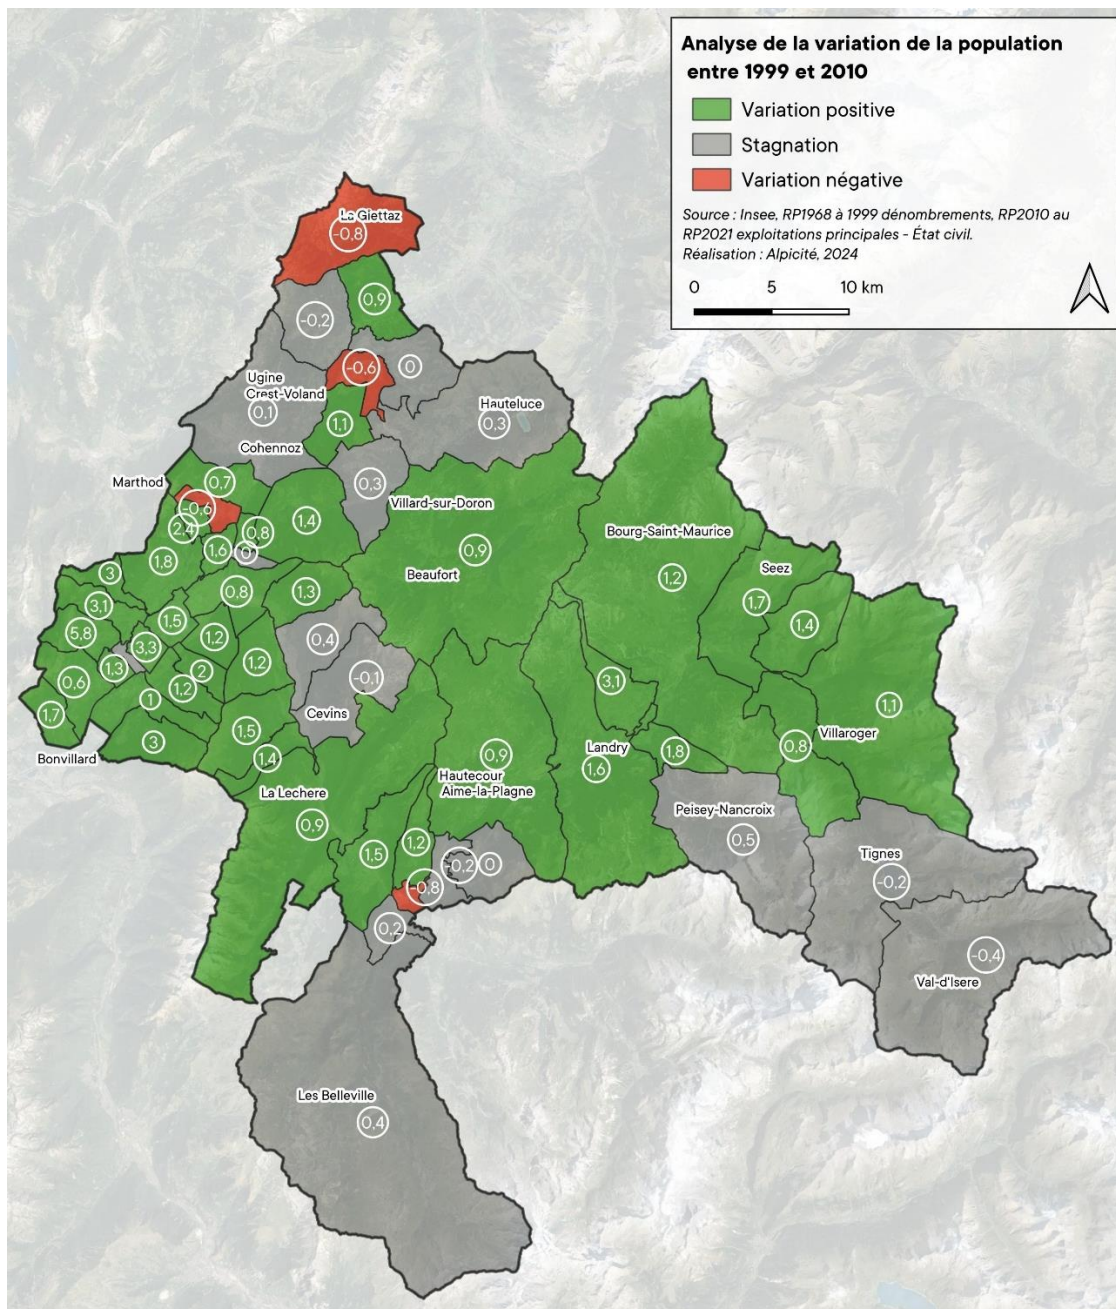 Analyse de la variation de la population
entre 1999 et 2010
Variation positive
Stagnation
Variation négative
Source : Insee, RP1968 à 1999 dénombrements, RP2010 au
RP2021 exploitations principales - État civil.
Réalisation : Alpicité, 2024
0 5 10 km
La Giettaz
-0,8
0,9
-0,2
-0,6
0
Ugine
Crest-Voland
0,1
Hauteluce
0,3
1,1
Cohennoz
Marthod
0,7
0,3
Villard-sur-Doron
-0,6
2,4
0,8
1,4
1,6
0
1,8
Bourg-Saint-Maurice
0,9
Beaufort
1,2
Seez
1,7
1,4
3
3,1
0,8
1,3
5,8
1,5
1,2
0,4
3,3
1,3
1,2
2
-0,1
0,6
1,2
1
3,1
1,1
1,7
Cevins
1,5
3
Villaroger
0,8
Bonvillard
1,4
0,9
Landry
1,6
1,8
Hautecour
Aime-la-Plagne
La Lechere
0,9
Peisey-Nancroix
0,5
1,5
1,2
-0,2
0
-0,8
Tignes
-0,2
0,2
-0,4
Val-d'Isere
Les Belleville
0,4